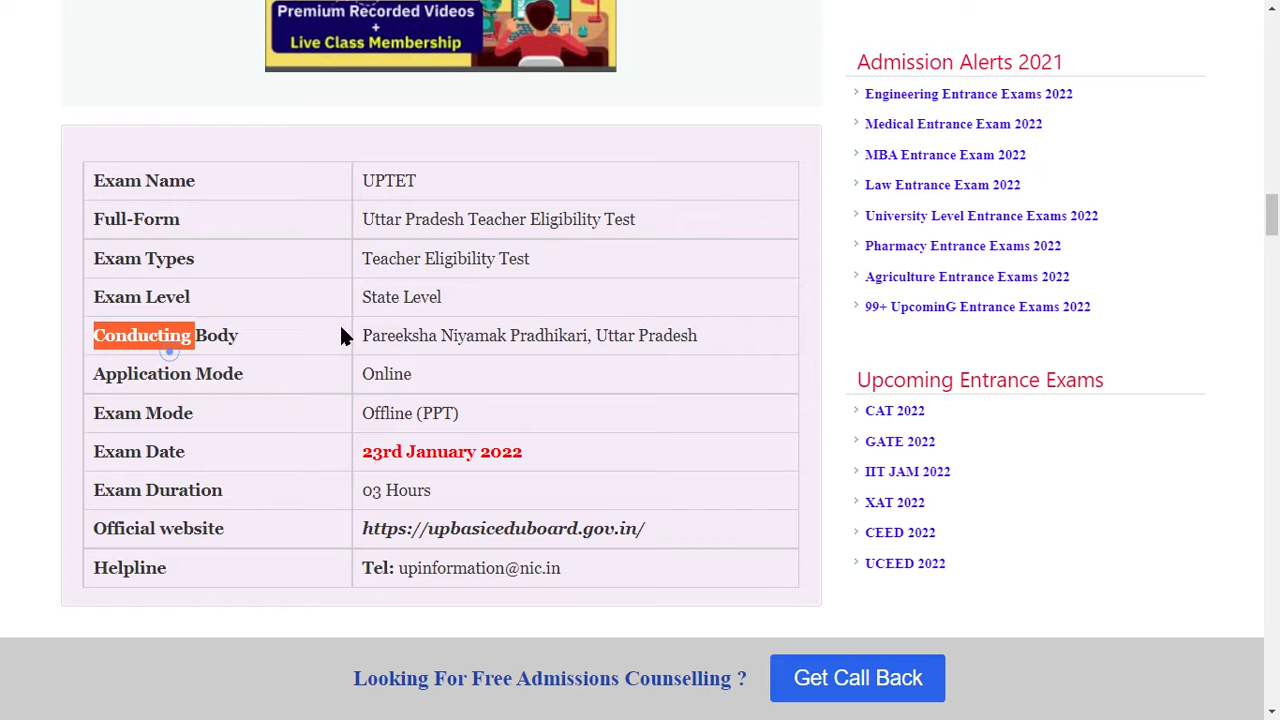 Premium Recorded Videos
+
Live Class Membership
Exam Name UPTET
Full-Form Uttar Pradesh Teacher Eligibility Test
Exam Types Teacher Eligibility Test
Exam Level State Level
Conducting Body Pareeksha Niyamak Pradhikari, Uttar Pradesh
Application Mode Online
Exam Mode Offline (PPT)
Exam Date 23rd January 2022
Exam Duration 03 Hours
Official website https://upbasiceduboard.gov.in/
Helpline Tel: upinformation@nic.in
Admission Alerts 2021
Engineering Entrance Exams 2022
Medical Entrance Exam 2022
MBA Entrance Exam 2022
Law Entrance Exam 2022
University Level Entrance Exams 2022
Pharmacy Entrance Exams 2022
Agriculture Entrance Exams 2022
99+ UpcominG Entrance Exams 2022
Upcoming Entrance Exams
CAT 2022
GATE 2022
IIT JAM 2022
XAT 2022
CEED 2022
UCEED 2022
Looking For Free Admissions Counselling ? Get Call Back